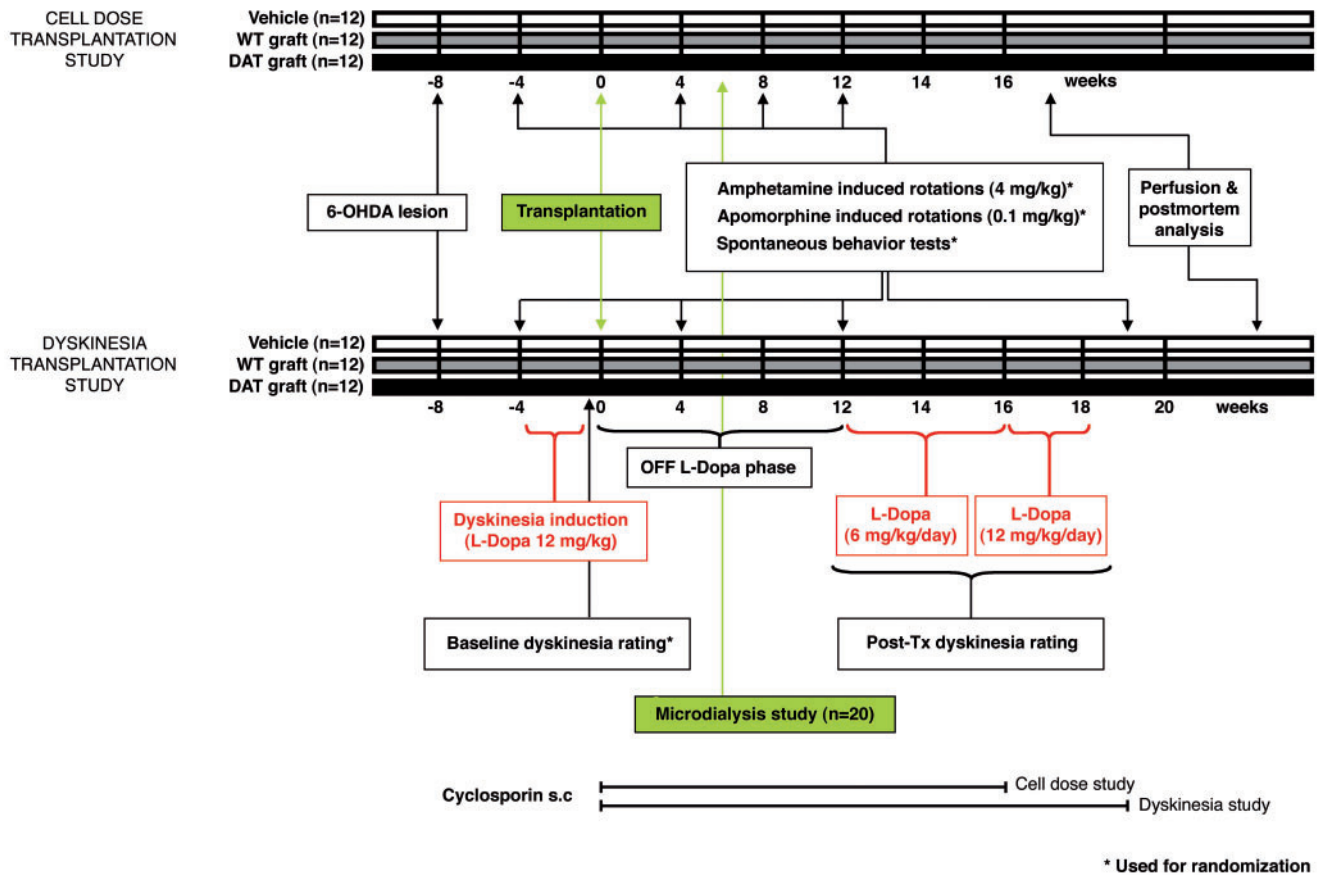 CELL DOSE
TRANSPLANTATION
STUDY
Vehicle (n=12)
WT graft (n=12)
DAT graft (n=12)
-8 -4 0 4 8 12 14 16 weeks
6-OHDA lesion
Transplantation
Amphetamine induced rotations (4 mg/kg)*
Apomorphine induced rotations (0.1 mg/kg)*
Spontaneous behavior tests*
Perfusion &
postmortem
analysis
DYSKINESIA
TRANSPLANTATION
STUDY
Vehicle (n=12)
WT graft (n=12)
DAT graft (n=12)
-8 -4 0 4 8 12 14 16 18 20 weeks
OFF L-Dopa phase
Dyskinesia induction
(L-Dopa 12 mg/kg)
L-Dopa
(6 mg/kg/day)
L-Dopa
(12 mg/kg/day)
Baseline dyskinesia rating*
Post-Tx dyskinesia rating
Microdialysis study (n=20)
Cyclosporin s.c
Cell dose study
Dyskinesia study
* Used for randomization